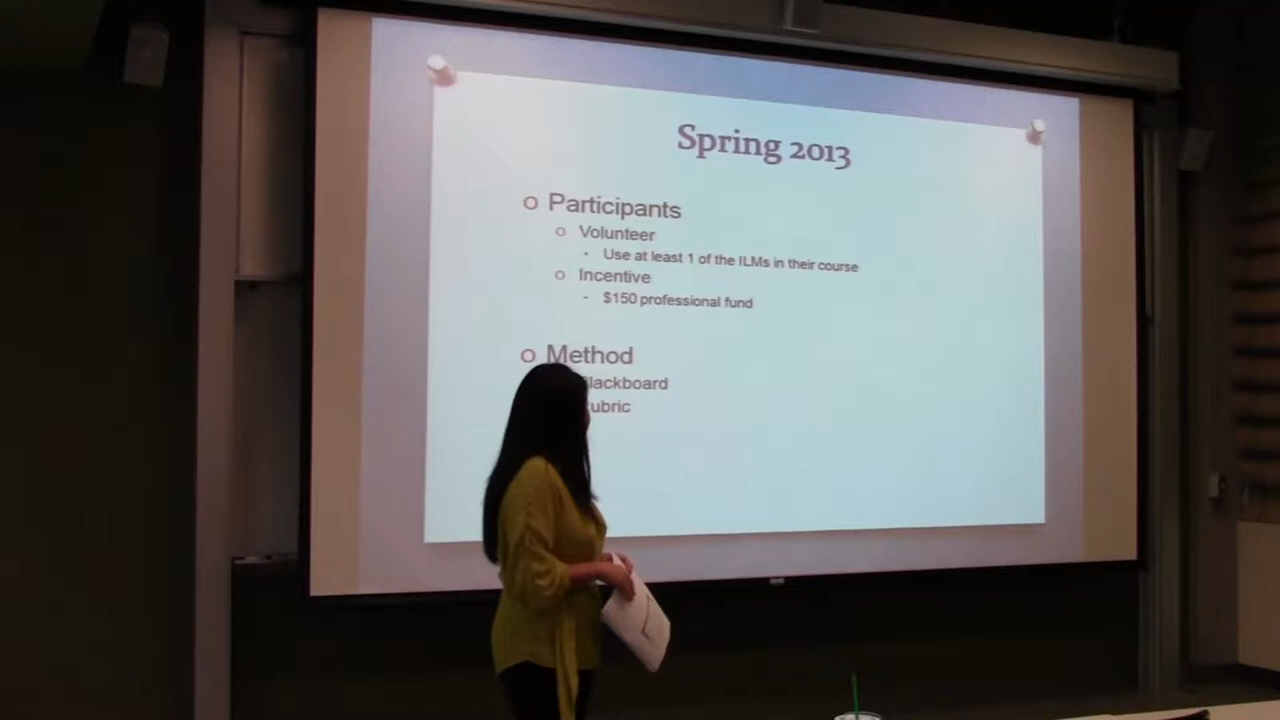 Spring 2013
o Participants
o Volunteer
- Use at least 1 of the ILMs in their course
o Incentive
- $150 professional fund
o Method
lackboard
ubric